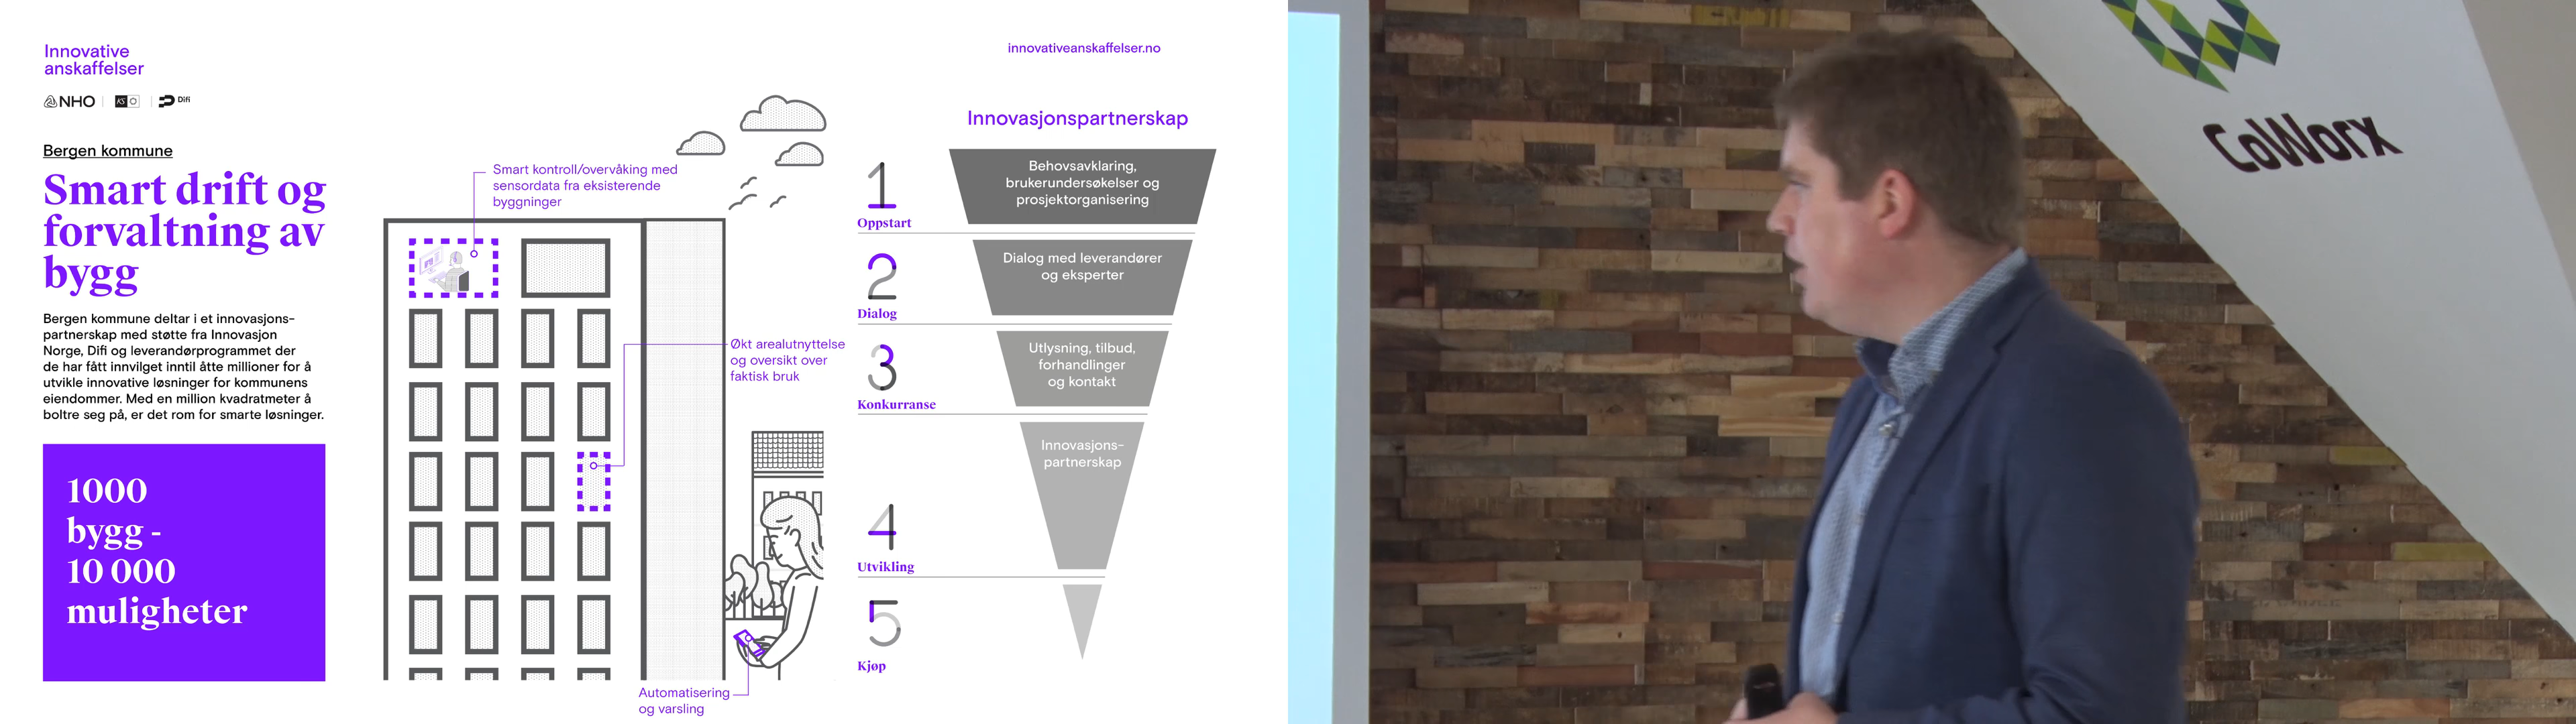 Innovative
anskaffelser
NHO
KS
Difi
innovativeanskaffelser.no
Bergen kommune
Smart drift og
forvaltning av
bygg
Bergen kommune deltar i et innovasjons-
partnerskap med støtte fra Innovasjon
Norge, Difi og leverandørprogrammet der
de har fått innvilget inntil åtte millioner for å
utvikle innovative løsninger for kommunens
eiendommer. Med en million kvadratmeter å
boltre seg på, er det rom for smarte løsninger.
1000
bygg -
10 000
muligheter
Smart kontroll/overvåking med
sensordata fra eksisterende
byggninger
Økt arealutnyttelse
og oversikt over
faktisk bruk
Automatisering
og varsling
Innovasjonspartnerskap
1
Oppstart
Behovsavklaring,
brukerundersøkelser og
prosjektorganisering
2
Dialog
Dialog med leverandører
og eksperter
3
Konkurranse
Utlysning, tilbud,
forhandlinger
og kontakt
4
Utvikling
Innovasjons-
partnerskap
5
Kjøp
CoWorx